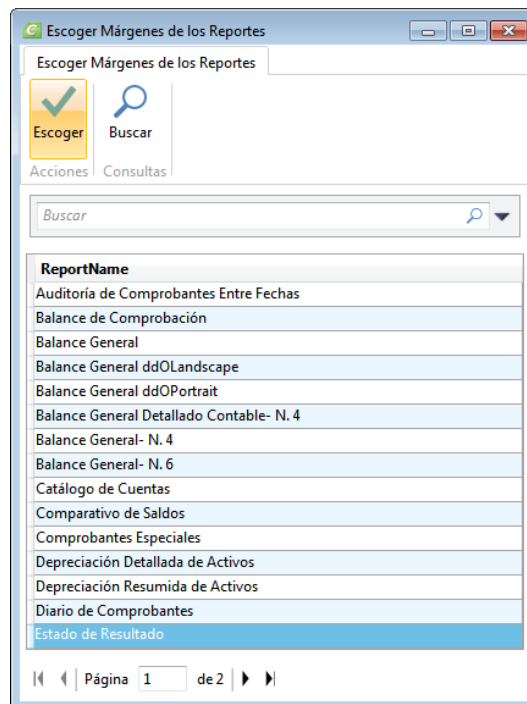 Escoger Márgenes de los Reportes
Escoger Márgenes de los Reportes
Escoger Buscar
Acciones Consultas
Buscar
ReportName
Auditoría de Comprobantes Entre Fechas
Balance de Comprobación
Balance General
Balance General ddOLandscape
Balance General ddOPortrait
Balance General Detallado Contable- N. 4
Balance General- N. 4
Balance General- N. 6
Catálogo de Cuentas
Comparativo de Saldos
Comprobantes Especiales
Depreciación Detallada de Activos
Depreciación Resumida de Activos
Diario de Comprobantes
Estado de Resultado
Página 1 de 2